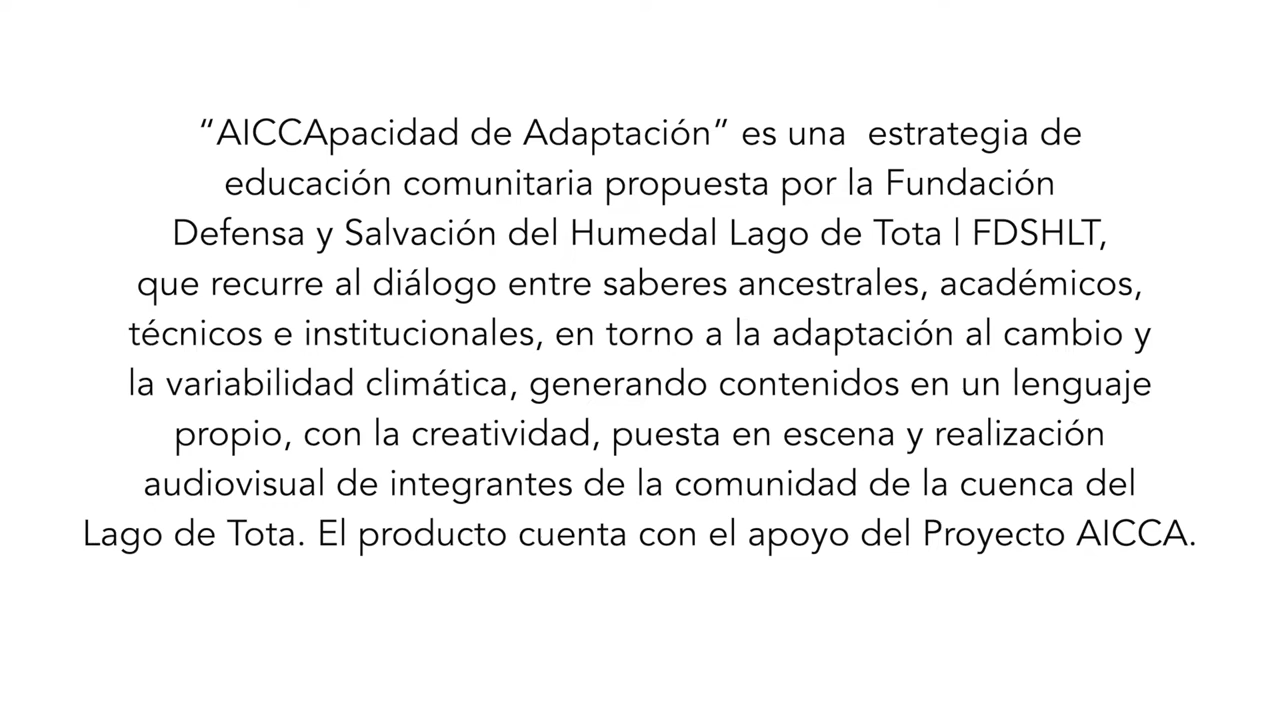 “AICCApacidad de Adaptación” es una  estrategia de
educación comunitaria propuesta por la Fundación
Defensa y Salvación del Humedal Lago de Tota | FDSHLT,
que recurre al diálogo entre saberes ancestrales, académicos,
técnicos e institucionales, en torno a la adaptación al cambio y
la variabilidad climática, generando contenidos en un lenguaje
propio, con la creatividad, puesta en escena y realización
audiovisual de integrantes de la comunidad de la cuenca del
Lago de Tota. El producto cuenta con el apoyo del Proyecto AICCA.